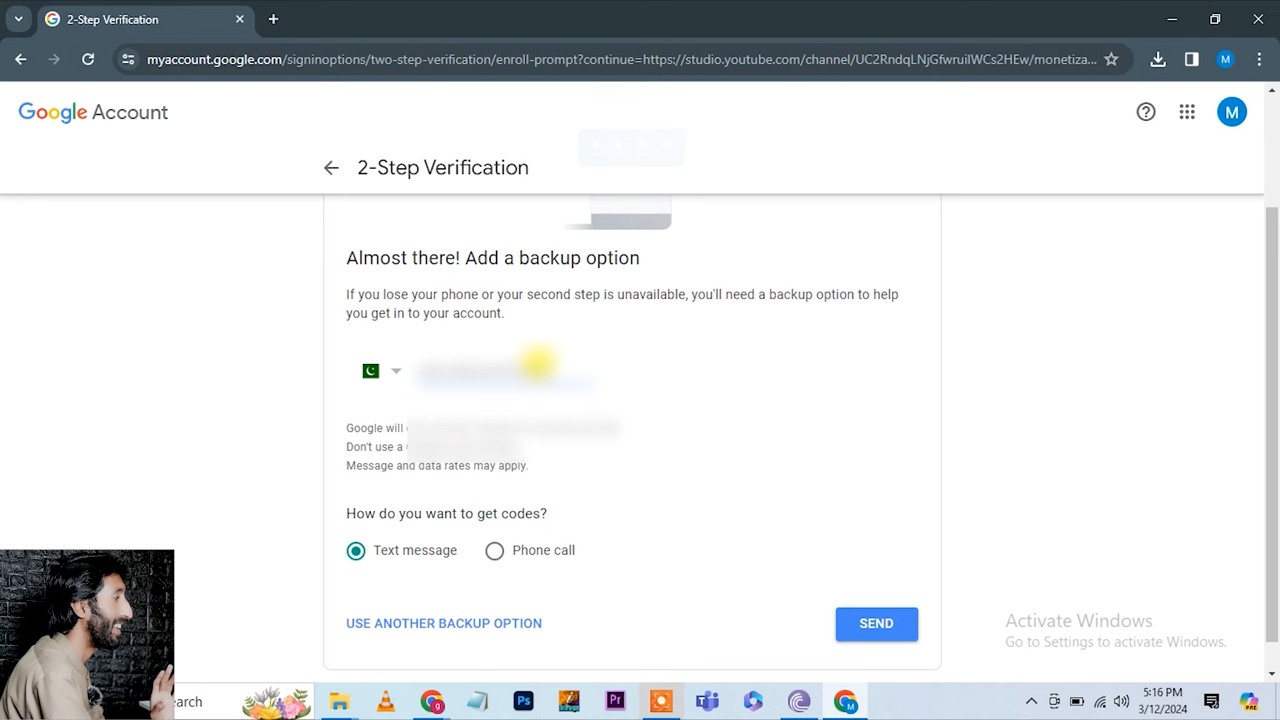 2-Step Verification
myaccount.google.com/signinoptions/two-step-verification/enroll-prompt?continue=https://studio.youtube.com/channel/UC2RndqLNjGfwruilWCs2HEw/monetiza...
M
Google Account
M
2-Step Verification
Almost there! Add a backup option
If you lose your phone or your second step is unavailable, you'll need a backup option to help
you get in to your account.
Google will
Don't use a
Message and data rates may apply.
How do you want to get codes?
Text message Phone call
USE ANOTHER BACKUP OPTION
SEND
Activate Windows
Go to Settings to activate Windows.
earch
9
Ps
Pr
M
5:16 PM
3/12/2024